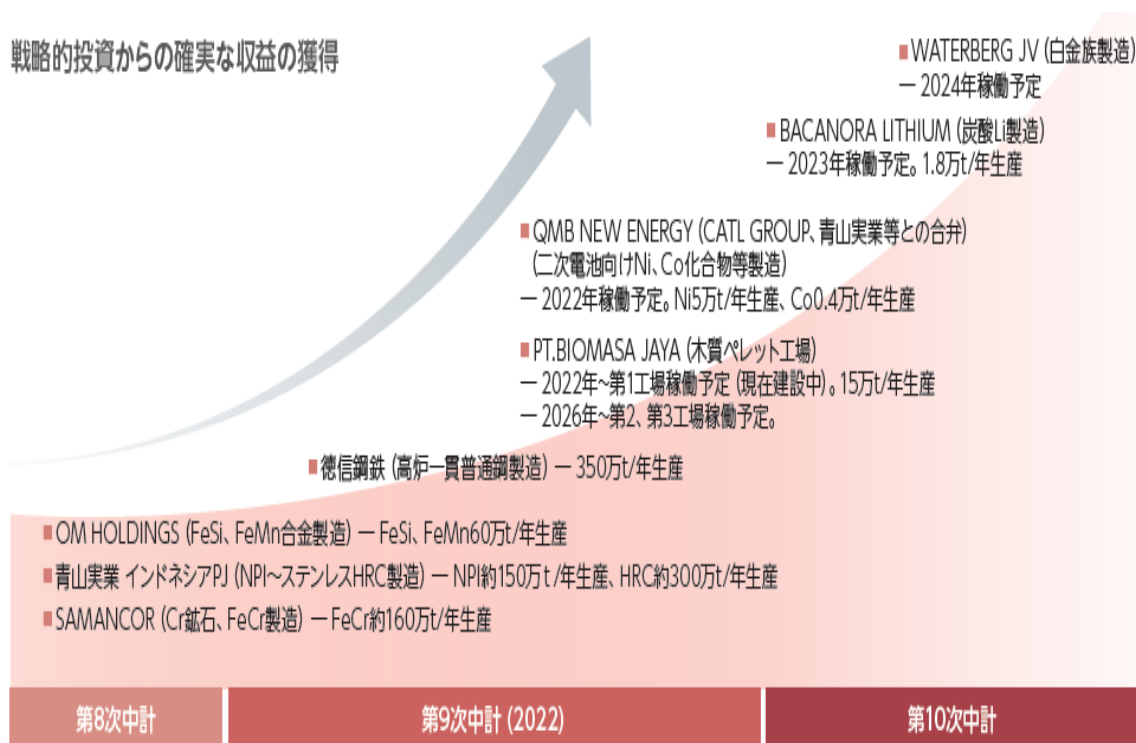 戦略的投資からの確実な収益の獲得
■WATERBERG JV (白金族製造)
— 2024年稼働予定
■BACANORA LITHIUM (炭酸Li製造)
— 2023年稼働予定。1.8万t/年生産
■QMB NEW ENERGY (CATL GROUP、青山実業等との合弁)
(二次電池向けNi、Co化合物等製造)
— 2022年稼働予定。Ni5万t/年生産、Co0.4万t/年生産
■PT.BIOMASA JAYA (木質ペレット工場)
— 2022年~第1工場稼働予定 (現在建設中)。15万t/年生産
— 2026年~第2、第3工場稼働予定。
■徳信鋼鉄 (高炉一貫普通鋼製造) — 350万t/年生産
■OM HOLDINGS (FeSi、FeMn合金製造) — FeSi、FeMn60万t/年生産
■青山実業 インドネシアPJ (NPI～ステンレスHRC製造) — NPI約150万t/年生産、HRC約300万t/年生産
■SAMANCOR (Cr鉱石、FeCr製造) — FeCr約160万t/年生産
第8次中計
第9次中計 (2022)
第10次中計